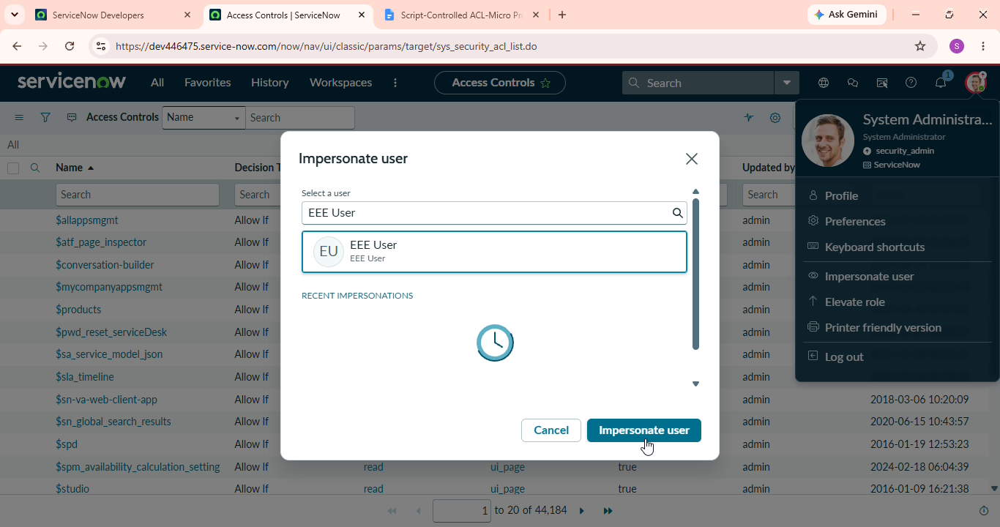 ServiceNow Developers
Access Controls | ServiceNow
Script-Controlled ACL-Micro Pr
Ask Gemini
https://dev446475.service-now.com/now/nav/ui/classic/params/target/sys_security_acl_list.do
S
servicenow
All
Favorites
History
Workspaces
Access Controls
Search
1
Access Controls
Name
Search
All
Name
Decision T
Updated by
Search
Search
Search
$allappsmgmt
Allow If
admin
$atf_page_inspector
Allow If
admin
$conversation-builder
Allow If
admin
$mycompanyappsmgmt
Allow If
admin
$products
Allow If
admin
$pwd_reset_serviceDesk
Allow If
admin
$sa_service_model_json
Allow If
admin
$sla_timeline
Allow If
admin
$sn-va-web-client-app
Allow If
admin
2018-03-06 10:20:09
$sn_global_search_results
Allow If
admin
2020-06-15 10:43:57
$spd
Allow If
admin
2016-01-19 12:53:23
$spm_availability_calculation_setting
Allow If
read
ui_page
true
admin
2024-02-18 06:04:39
$studio
Allow If
read
ui_page
true
admin
2016-01-09 16:21:38
1 to 20 of 44,184
Impersonate user
Select a user
EEE User
EU
EEE User
EEE User
RECENT IMPERSONATIONS
Cancel
Impersonate user
System Administra...
System Administrator
security_admin
ServiceNow
Profile
Preferences
Keyboard shortcuts
Impersonate user
Elevate role
Printer friendly version
Log out